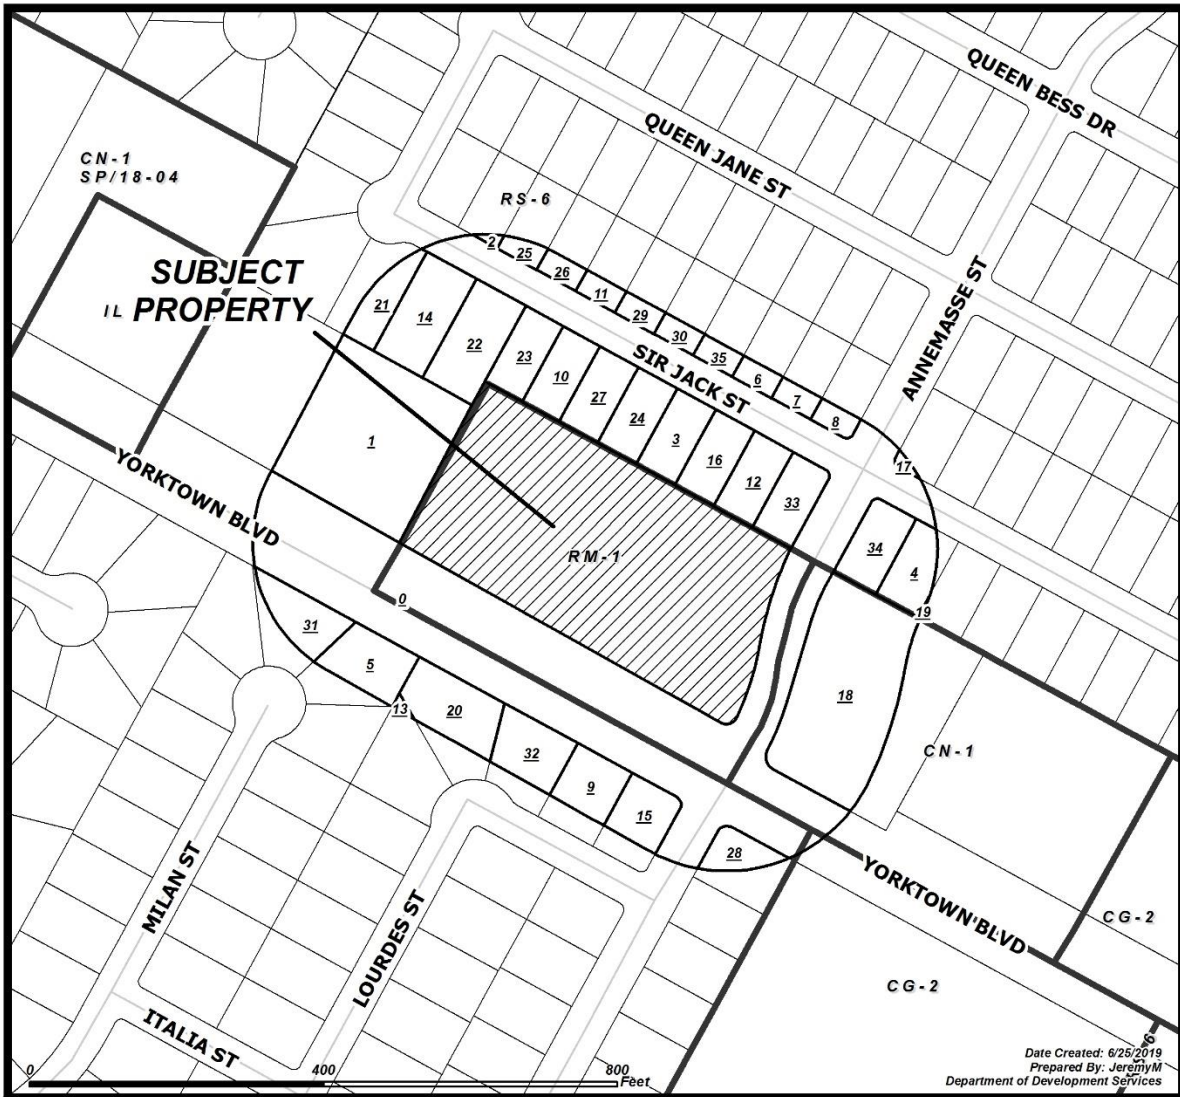 QUEEN BESS DR
QUEEN JANE ST
CN-1
SP/18-04
RS-6
2
25
26
11
29
30
35
6
7
8
SUBJECT
PROPERTY
IL
21
14
22
23
10
27
24
3
16
12
33
SIR JACK ST
ANNEMASSE ST
17
34
4
19
1
YORKTOWN BLVD
RM-1
0
31
5
13
20
32
9
15
28
18
CN-1
YORKTOWN BLVD
CG-2
CG-2
MILAN ST
LOURDES ST
ITALIA ST
0
400
800
Feet
Date Created: 6/25/2019
Prepared By: JeremyM
Department of Development Services